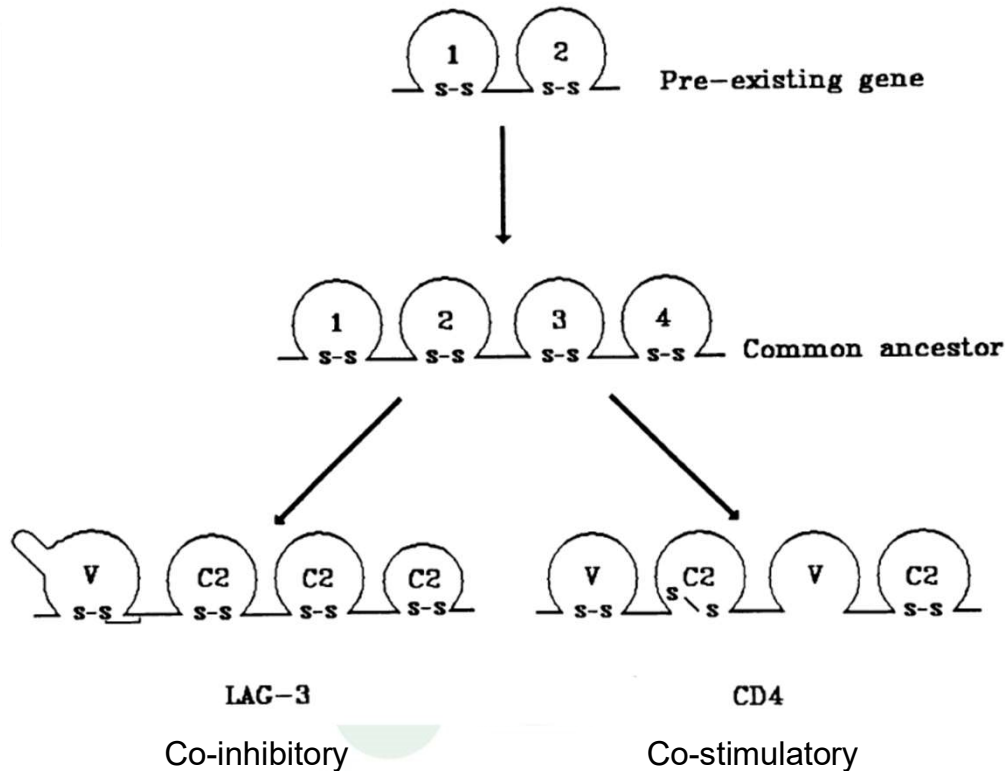 1 2
S-S S-S
Pre-existing gene
1 2 3 4
S-S S-S S-S S-S
Common ancestor
V C2 C2 C2
S-S S-S S-S S-S
V C2 V C2
S-S S S S-S
LAG-3 CD4
Co-inhibitory Co-stimulatory